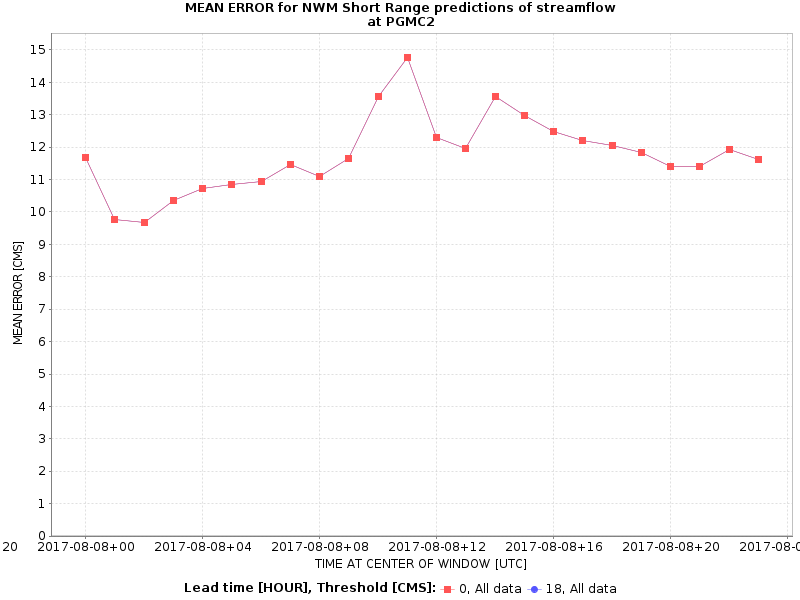 MEAN ERROR for NWM Short Range predictions of streamflow
at PGMC2
MEAN ERROR [CMS]
15
14
13
12
11
10
9
8
7
6
5
4
3
2
1
0
20 2017-08-08+00 2017-08-08+04 2017-08-08+08 2017-08-08+12 2017-08-08+16 2017-08-08+20 2017-08-0
TIME AT CENTER OF WINDOW [UTC]
Lead time [HOUR], Threshold [CMS]: 0, All data 18, All data